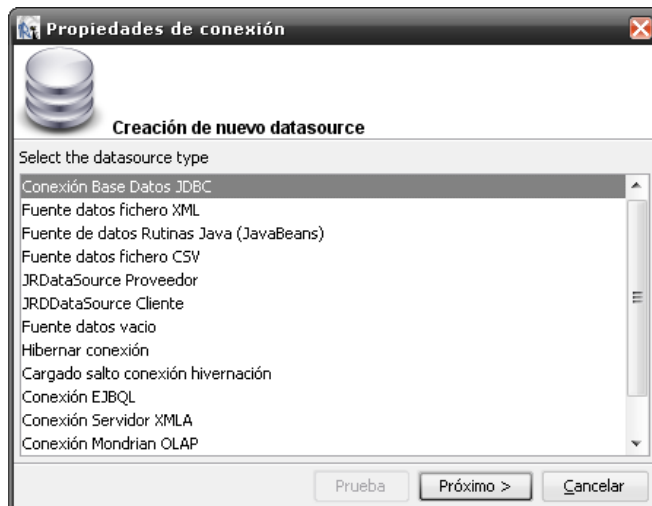 Propiedades de conexión
Creación de nuevo datasource
Select the datasource type
Conexión Base Datos JDBC
Fuente datos fichero XML
Fuente de datos Rutinas Java (JavaBeans)
Fuente datos fichero CSV
JRDataSource Proveedor
JRDDataSource Cliente
Fuente datos vacio
Hibernar conexión
Cargado salto conexión hivernación
Conexión EJBQL
Conexión Servidor XMLA
Conexión Mondrian OLAP
Prueba Próximo > Cancelar